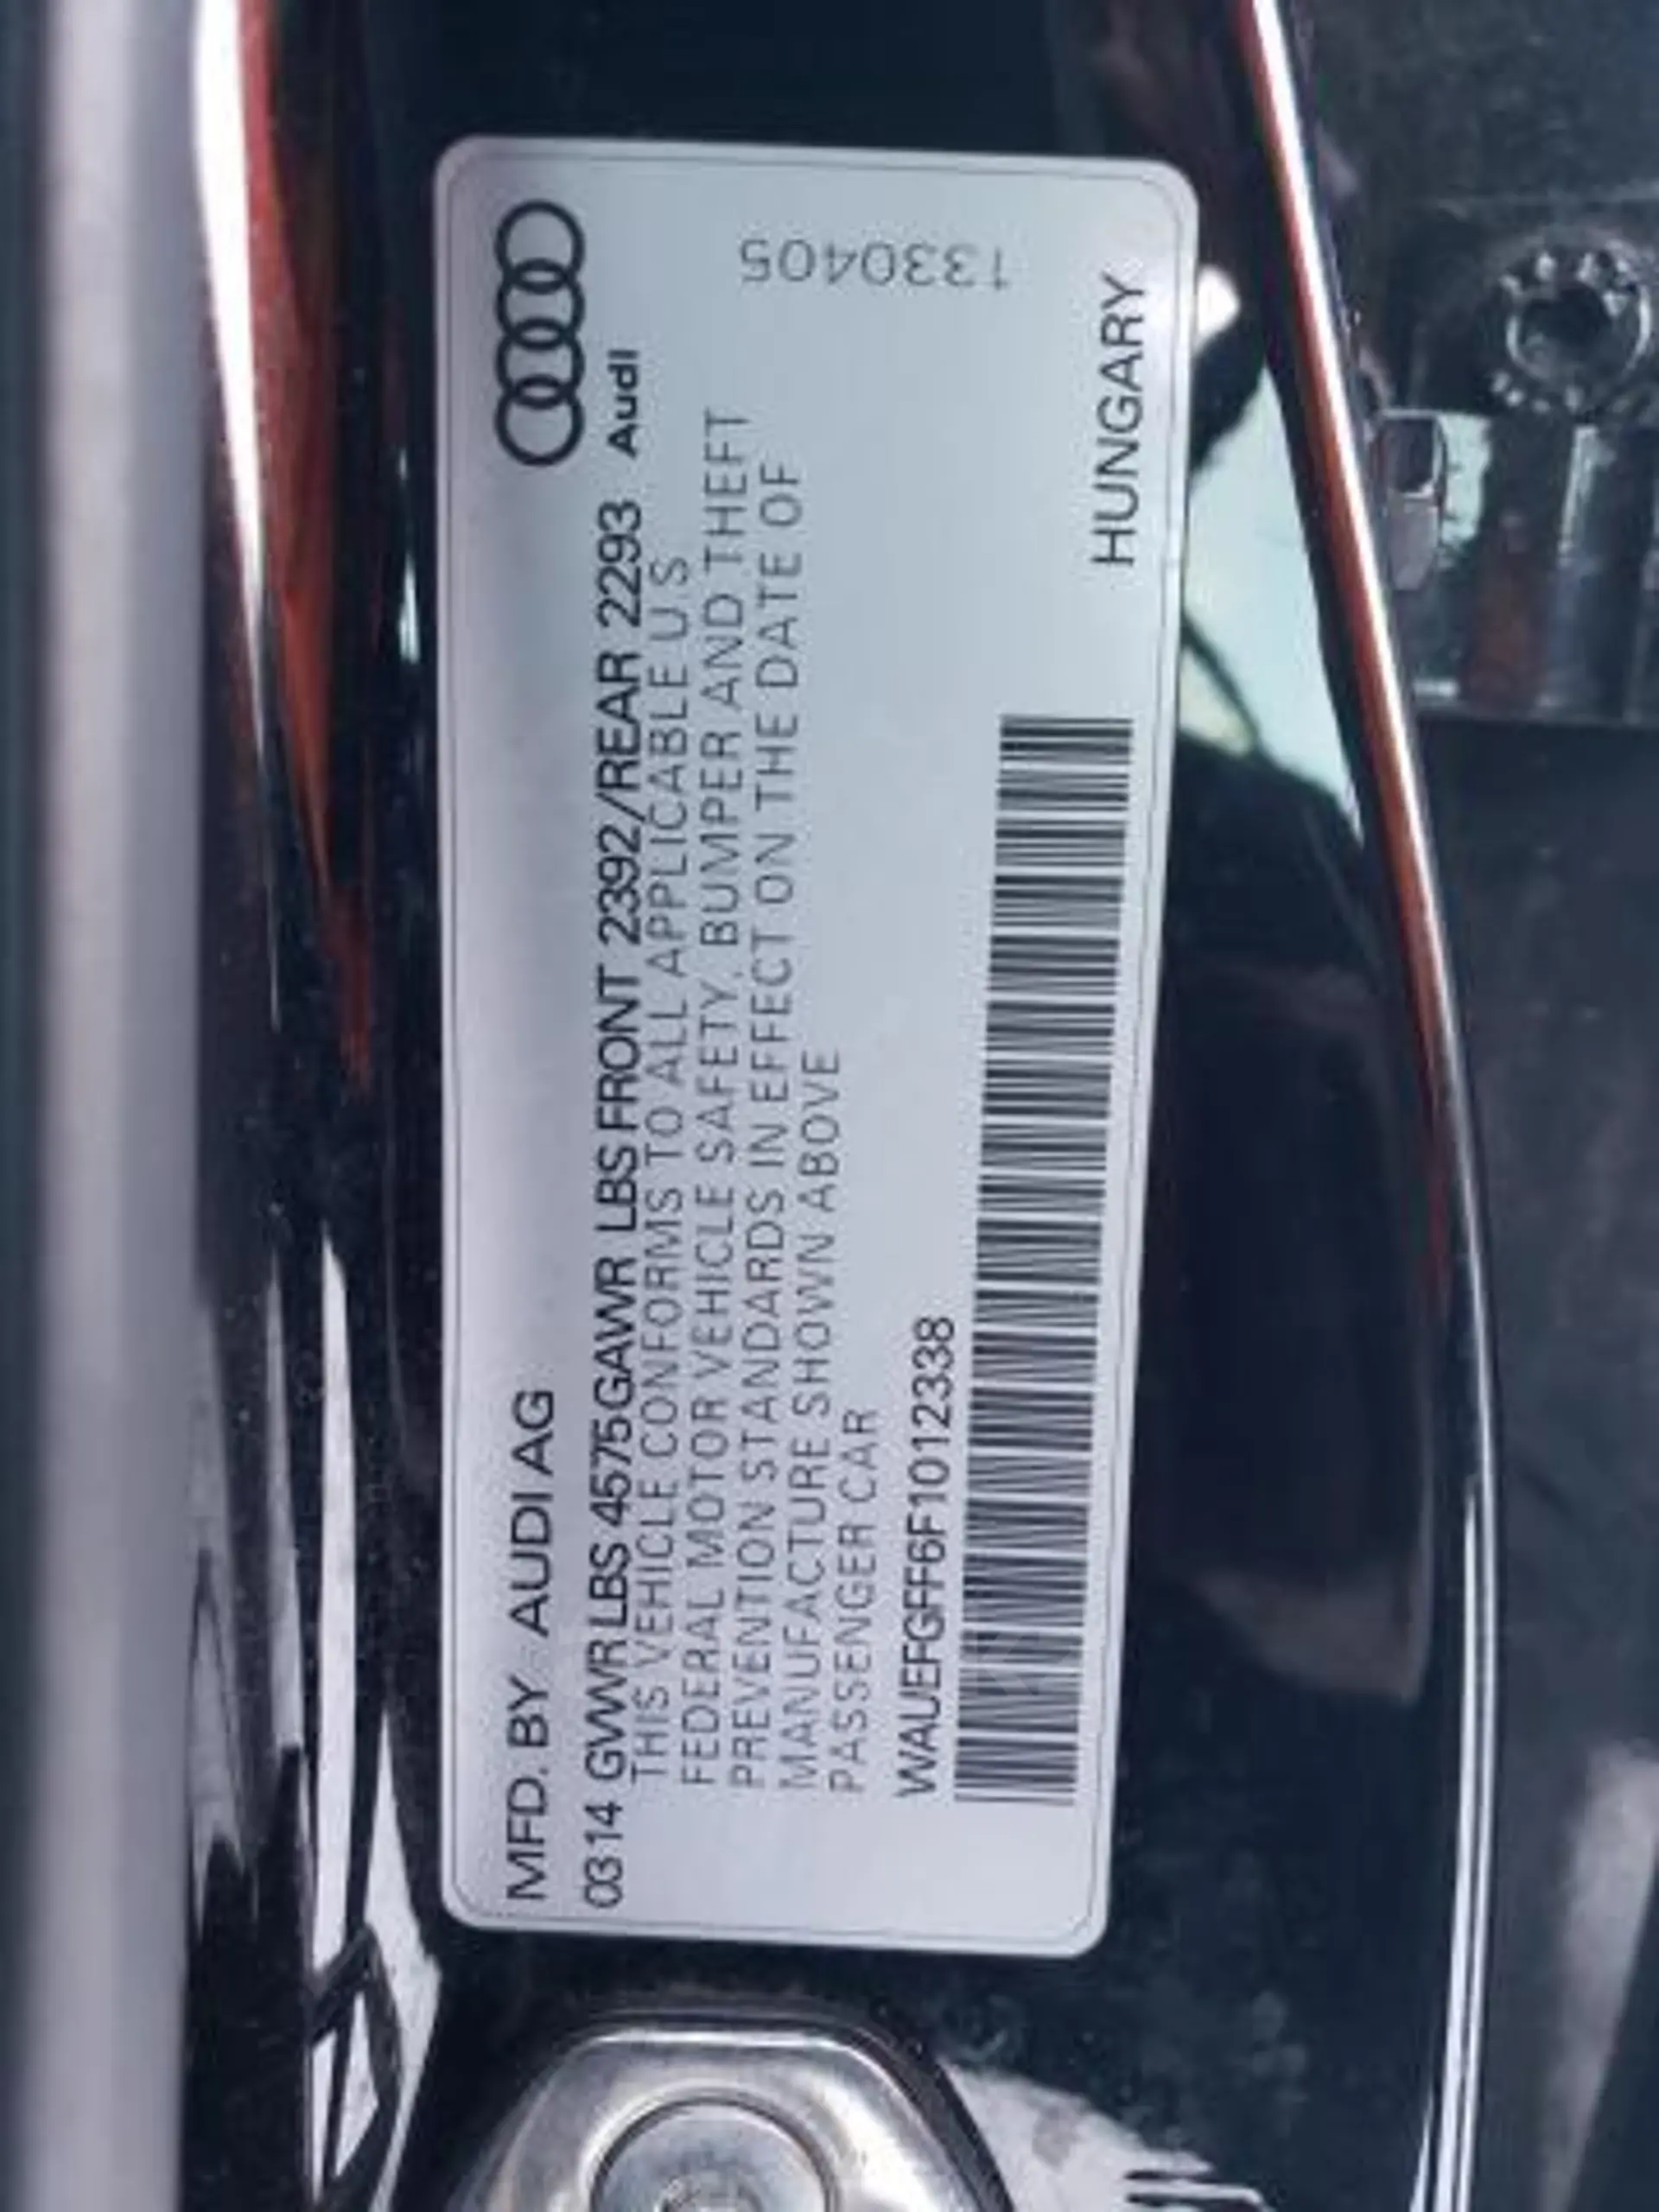 MFD. BY AUDI AG
0314 GVWR LBS 4575 GAWR LBS FRONT 2392/REAR 2293 Audi
THIS VEHICLE CONFORMS TO ALL APPLICABLE US
FEDERAL MOTOR VEHICLE SAFETY, BUMPER AND THEFT
PREVENTION STANDARDS IN EFFECT ON THE DATE OF
MANUFACTURE SHOWN ABOVE
PASSENGER CAR
1330405
WAUEFGFF6F1012338
HUNGARY